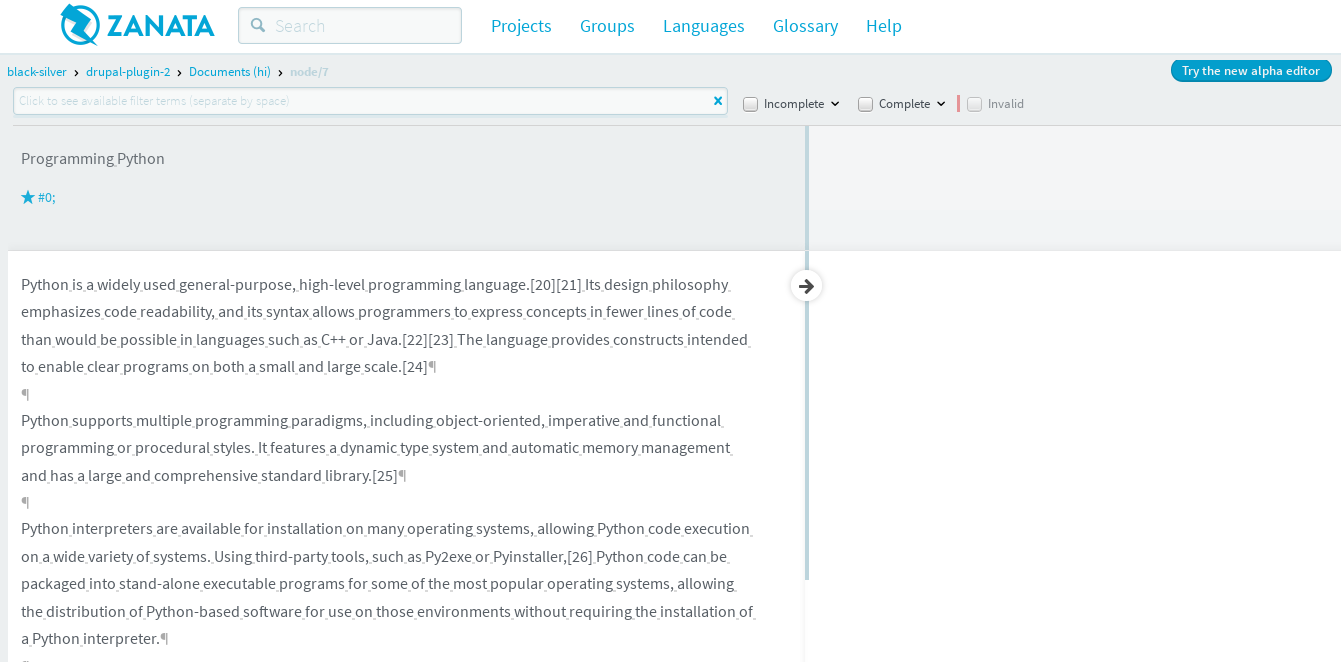 ZANATA
Search
Projects Groups Languages Glossary Help
black-silver › drupal-plugin-2 › Documents (hi) › node/7
Try the new alpha editor
Click to see available filter terms (separate by space)
Incomplete Complete Invalid
Programming Python
#0;
Python is a widely used general-purpose, high-level programming language.[20][21] Its design philosophy
emphasizes code readability, and its syntax allows programmers to express concepts in fewer lines of code
than would be possible in languages such as C++ or Java.[22][23] The language provides constructs intended
to enable clear programs on both a small and large scale.[24]¶
¶
Python supports multiple programming paradigms, including object-oriented, imperative and functional
programming or procedural styles. It features a dynamic type system and automatic memory management
and has a large and comprehensive standard library.[25]¶
¶
Python interpreters are available for installation on many operating systems, allowing Python code execution
on a wide variety of systems. Using third-party tools, such as Py2exe or Pyinstaller,[26] Python code can be
packaged into stand-alone executable programs for some of the most popular operating systems, allowing
the distribution of Python-based software for use on those environments without requiring the installation of
a Python interpreter.¶